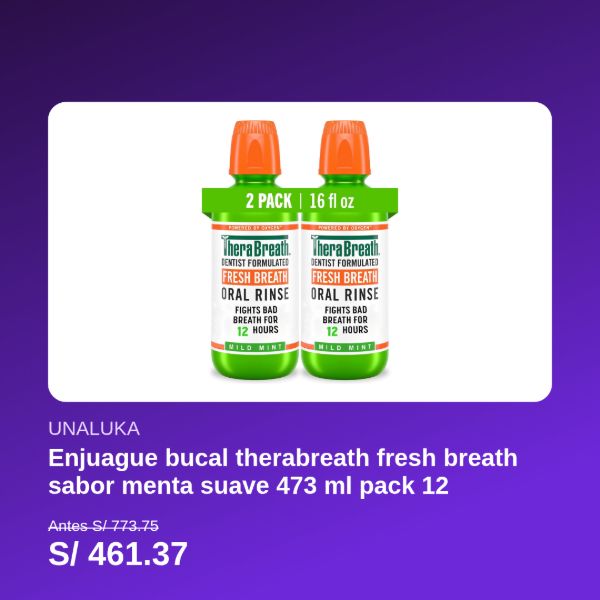 2 PACK | 16 fl oz
POWERED BY OXYGEN
TheraBreath.
DENTIST FORMULATED
FRESH BREATH
ORAL RINSE
FIGHTS BAD
BREATH FOR
12 HOURS
MILD MINT
POWERED BY OXYGEN
TheraBreath.
DENTIST FORMULATED
FRESH BREATH
ORAL RINSE
FIGHTS BAD
BREATH FOR
12 HOURS
MILD MINT
UNALUKA
Enjuague bucal therabreath fresh breath
sabor menta suave 473 ml pack 12
Antes S/ 773.75
S/ 461.37